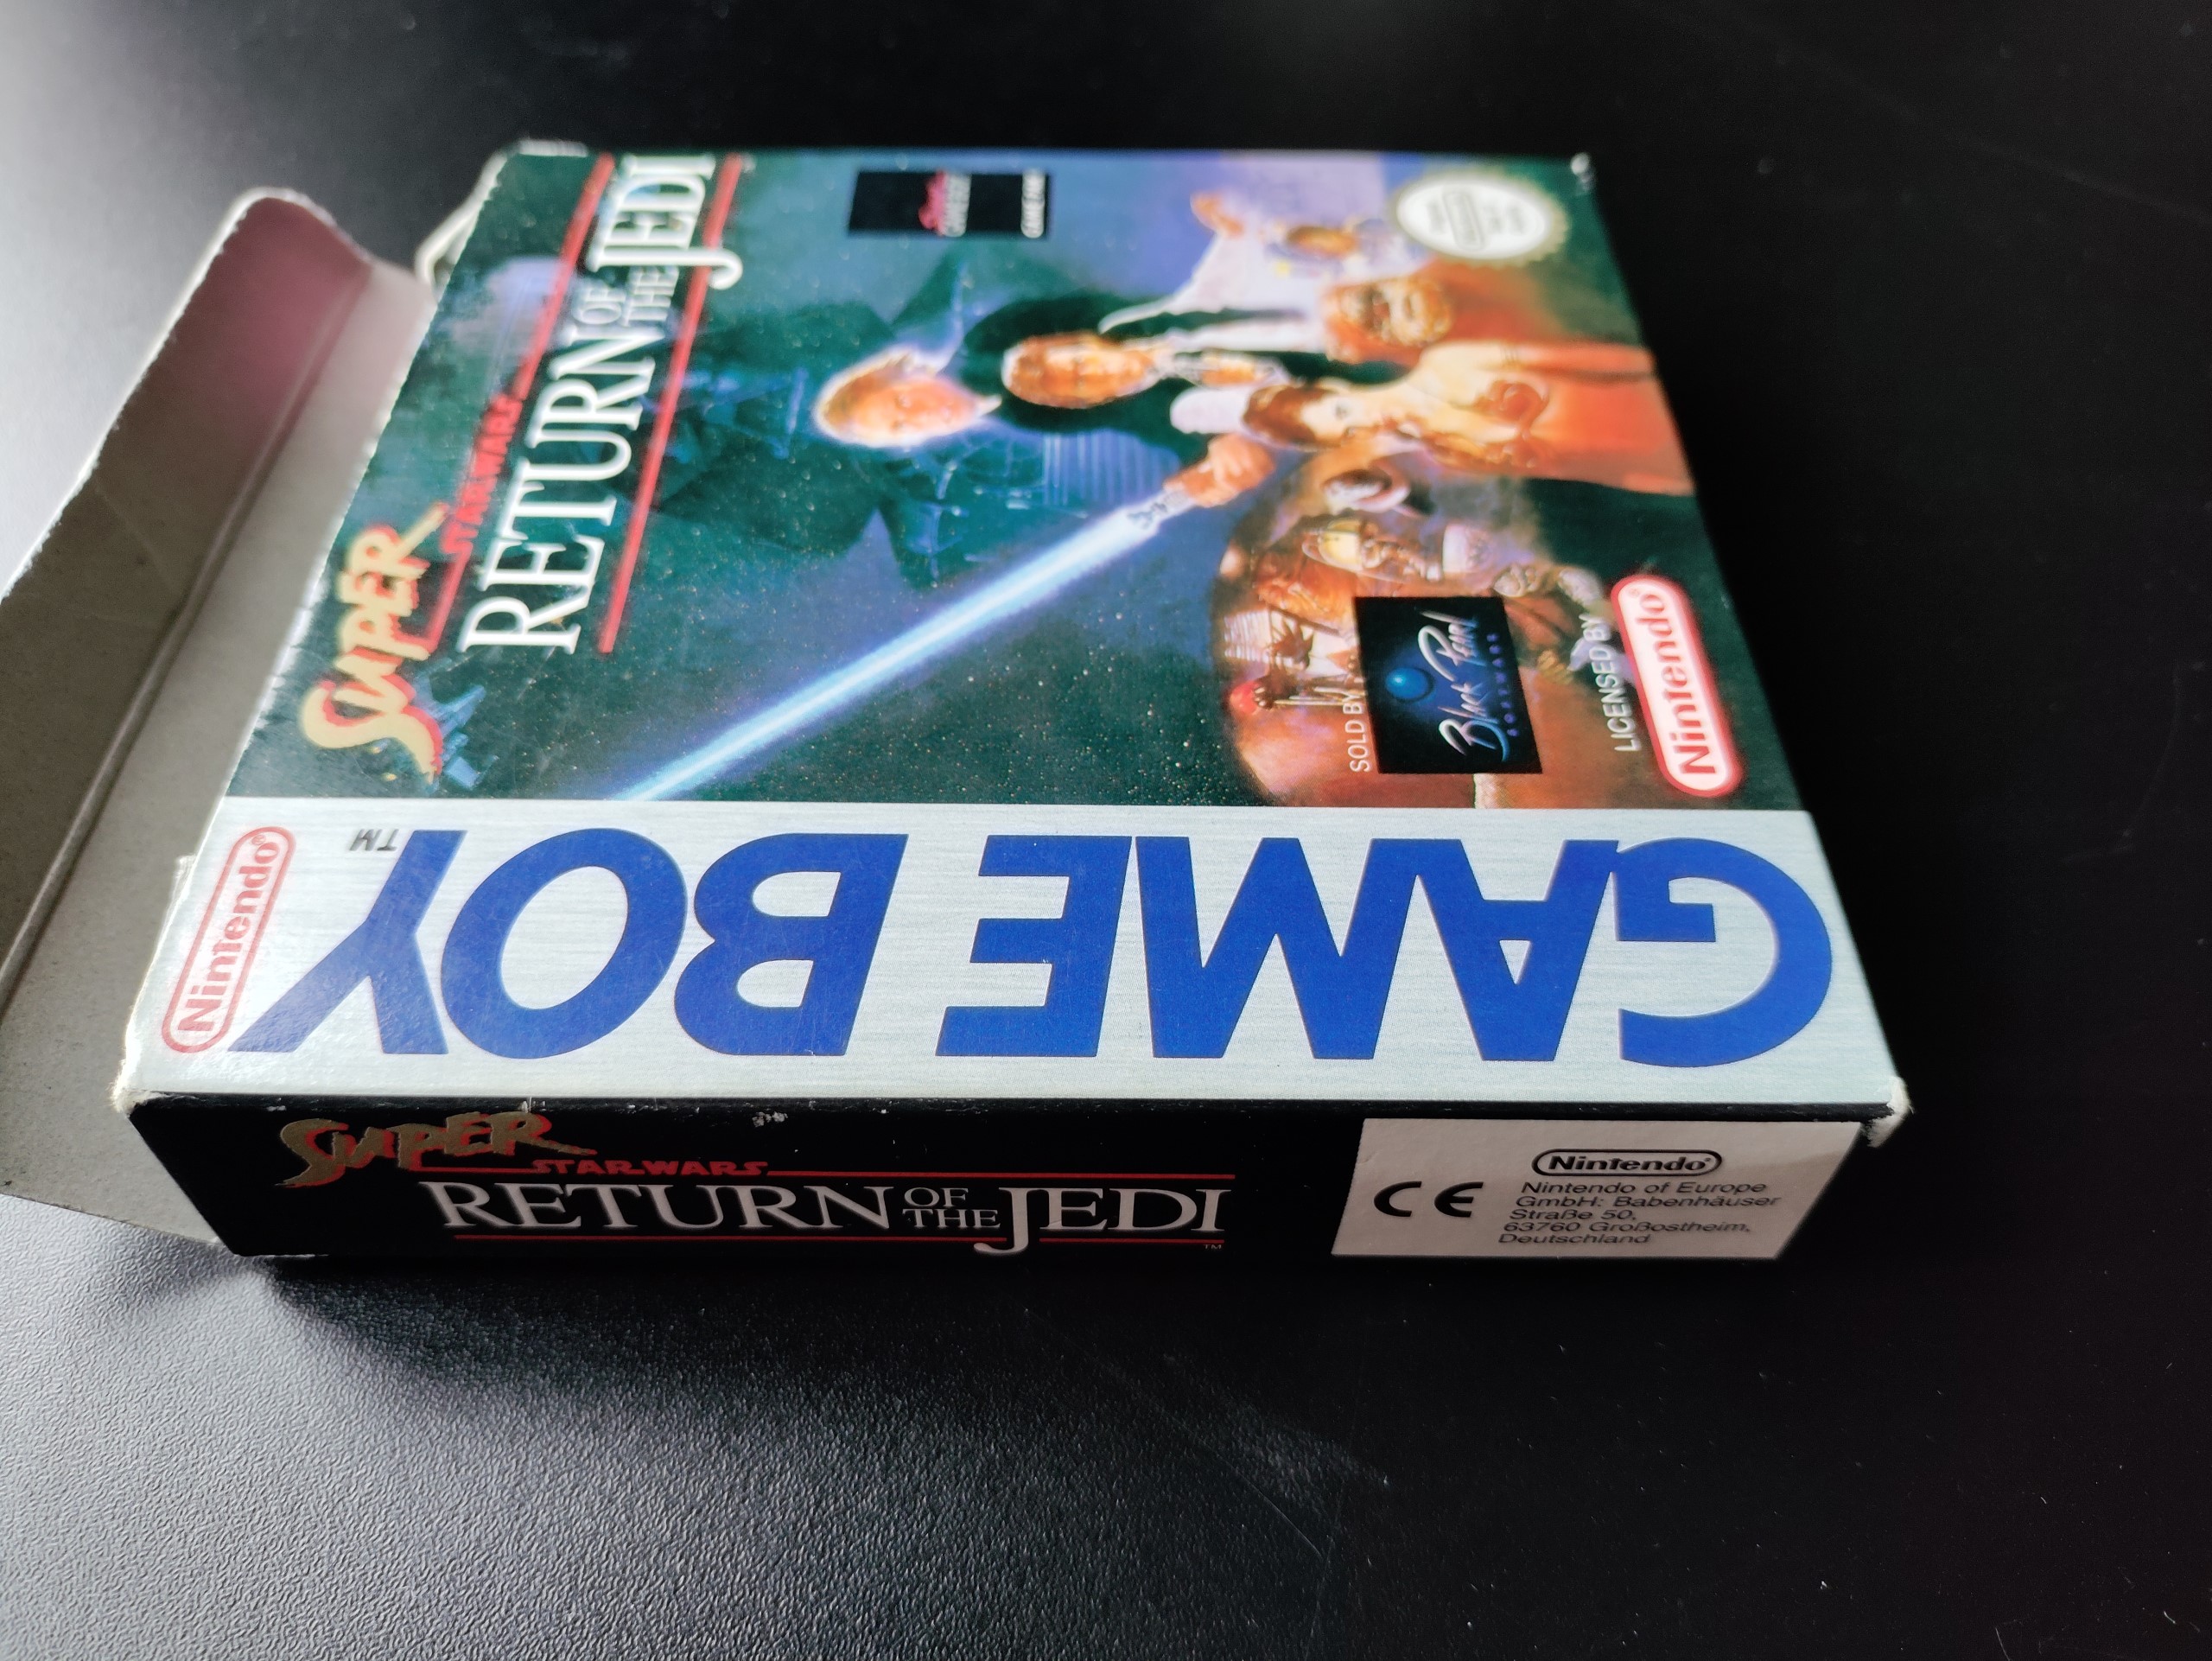 SUPER
STAR WARS
RETURN OF THE JEDI
SOLD BY
Black Pearl
SOFTWARE
LICENSED BY
Nintendo®
Nintendo®
GAME BOY
TM
SUPER
STAR WARS
RETURN OF THE JEDI
TM
CE
Nintendo®
Nintendo of Europe
GmbH: Babenhäuser
Straße 50,
63760 Großostheim,
Deutschland